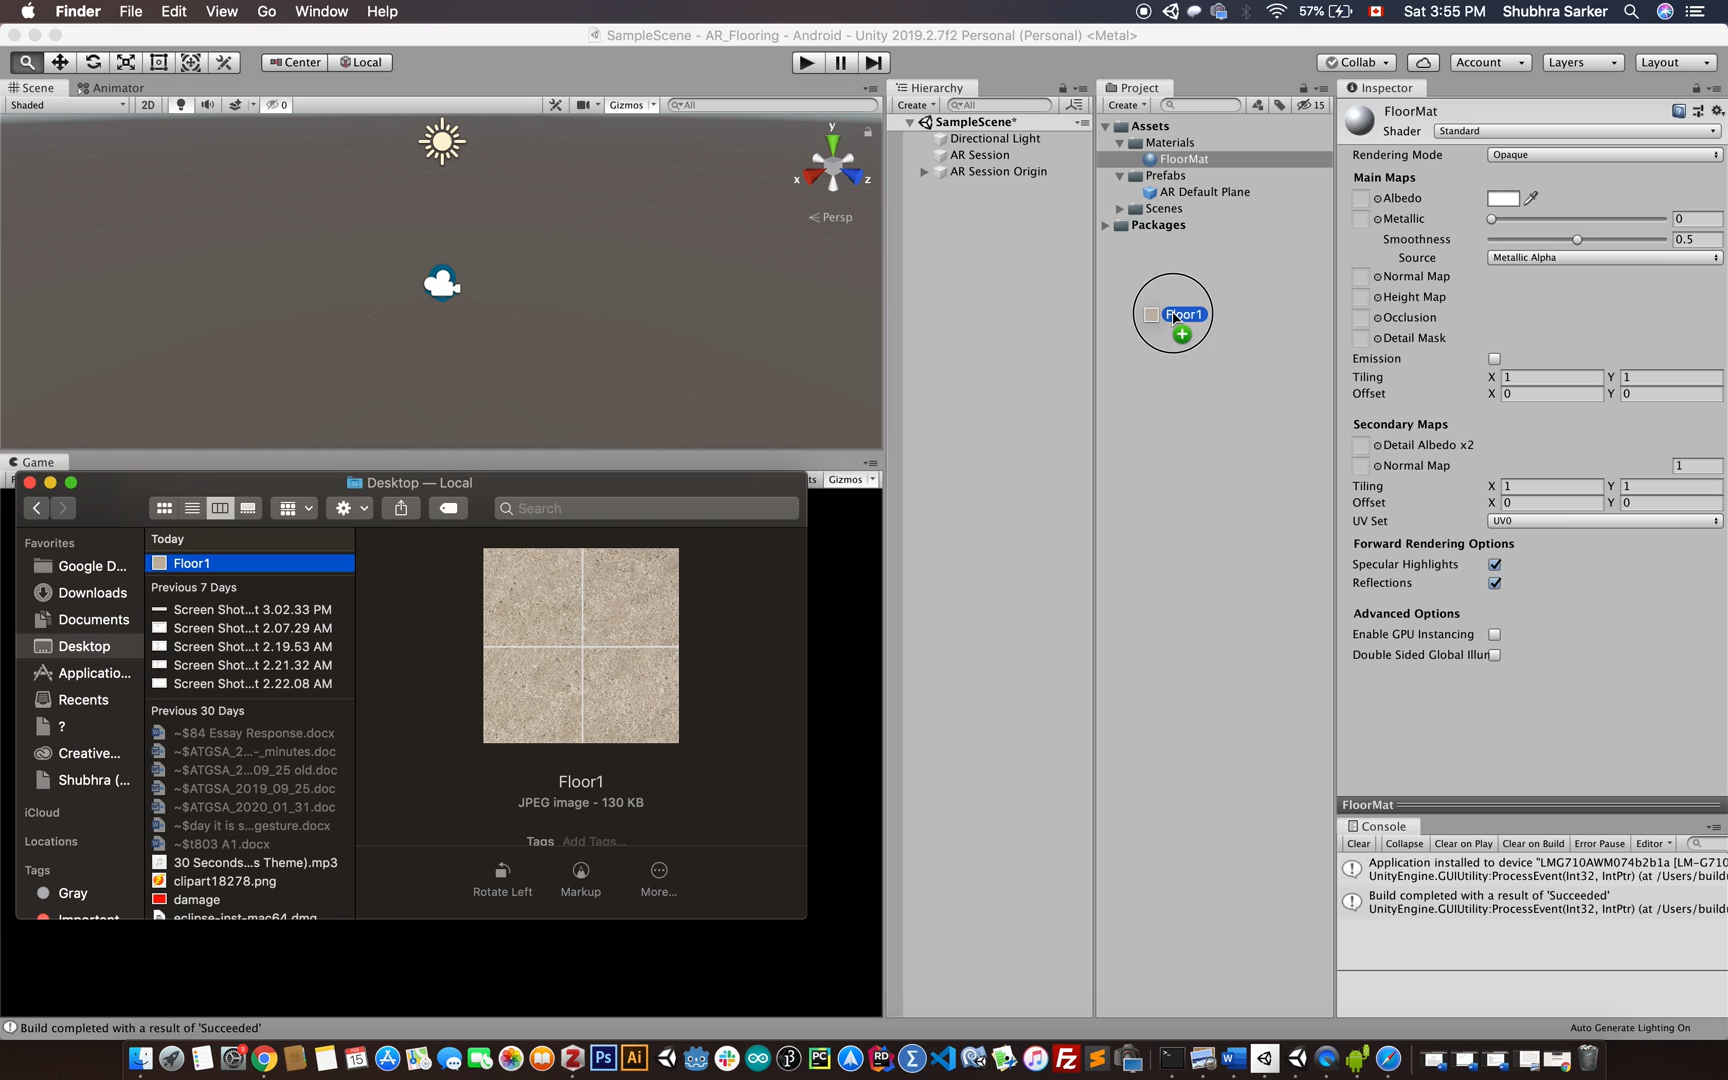 Finder File Edit View Go Window Help 57% Sat 3:55 PM Shubhra Sarker
SampleScene - AR_Flooring - Android - Unity 2019.2.7f2 Personal (Personal) <Metal>
Center Local Collab Account Layers Layout
Scene Animator
Shaded 2D 0 Gizmos All
y
x z
Persp
Game
Gizmos
Hierarchy
Create All
SampleScene*
Directional Light
AR Session
AR Session Origin
Project
Create 15
Assets
Materials
FloorMat
Prefabs
AR Default Plane
Scenes
Packages
Floor1
Inspector
FloorMat
Shader Standard
Rendering Mode Opaque
Main Maps
Albedo
Metallic 0
Smoothness 0.5
Source Metallic Alpha
Normal Map
Height Map
Occlusion
Detail Mask
Emission
Tiling X 1 Y 1
Offset X 0 Y 0
Secondary Maps
Detail Albedo x2
Normal Map 1
Tiling X 1 Y 1
Offset X 0 Y 0
UV Set UV0
Forward Rendering Options
Specular Highlights
Reflections
Advanced Options
Enable GPU Instancing
Double Sided Global Illum
FloorMat
Console
Clear Collapse Clear on Play Clear on Build Error Pause Editor
Application installed to device "LMG710AWM074b2b1a [LM-G710
UnityEngine.GUIUtility:ProcessEvent(Int32, IntPtr) (at /Users/build
Build completed with a result of 'Succeeded'
UnityEngine.GUIUtility:ProcessEvent(Int32, IntPtr) (at /Users/build
Desktop — Local
Search
Favorites
Google D...
Downloads
Documents
Desktop
Applicatio...
Recents
?
Creative...
Shubhra (...
iCloud
Locations
Tags
Gray
Important
Today
Floor1
Previous 7 Days
Screen Shot...t 3.02.33 PM
Screen Shot...t 2.07.29 AM
Screen Shot...t 2.19.53 AM
Screen Shot...t 2.21.32 AM
Screen Shot...t 2.22.08 AM
Previous 30 Days
~$84 Essay Response.docx
~$ATGSA_2...-_minutes.doc
~$ATGSA_2...09_25 old.doc
~$ATGSA_2019_09_25.doc
~$ATGSA_2020_01_31.doc
~$day it is s...gesture.docx
~$t803 A1.docx
30 Seconds...s Theme).mp3
clipart18278.png
damage
eclipse-inst-mac64.dmg
Floor1
JPEG image - 130 KB
Tags Add Tags...
Rotate Left Markup More...
Build completed with a result of 'Succeeded'
Auto Generate Lighting On